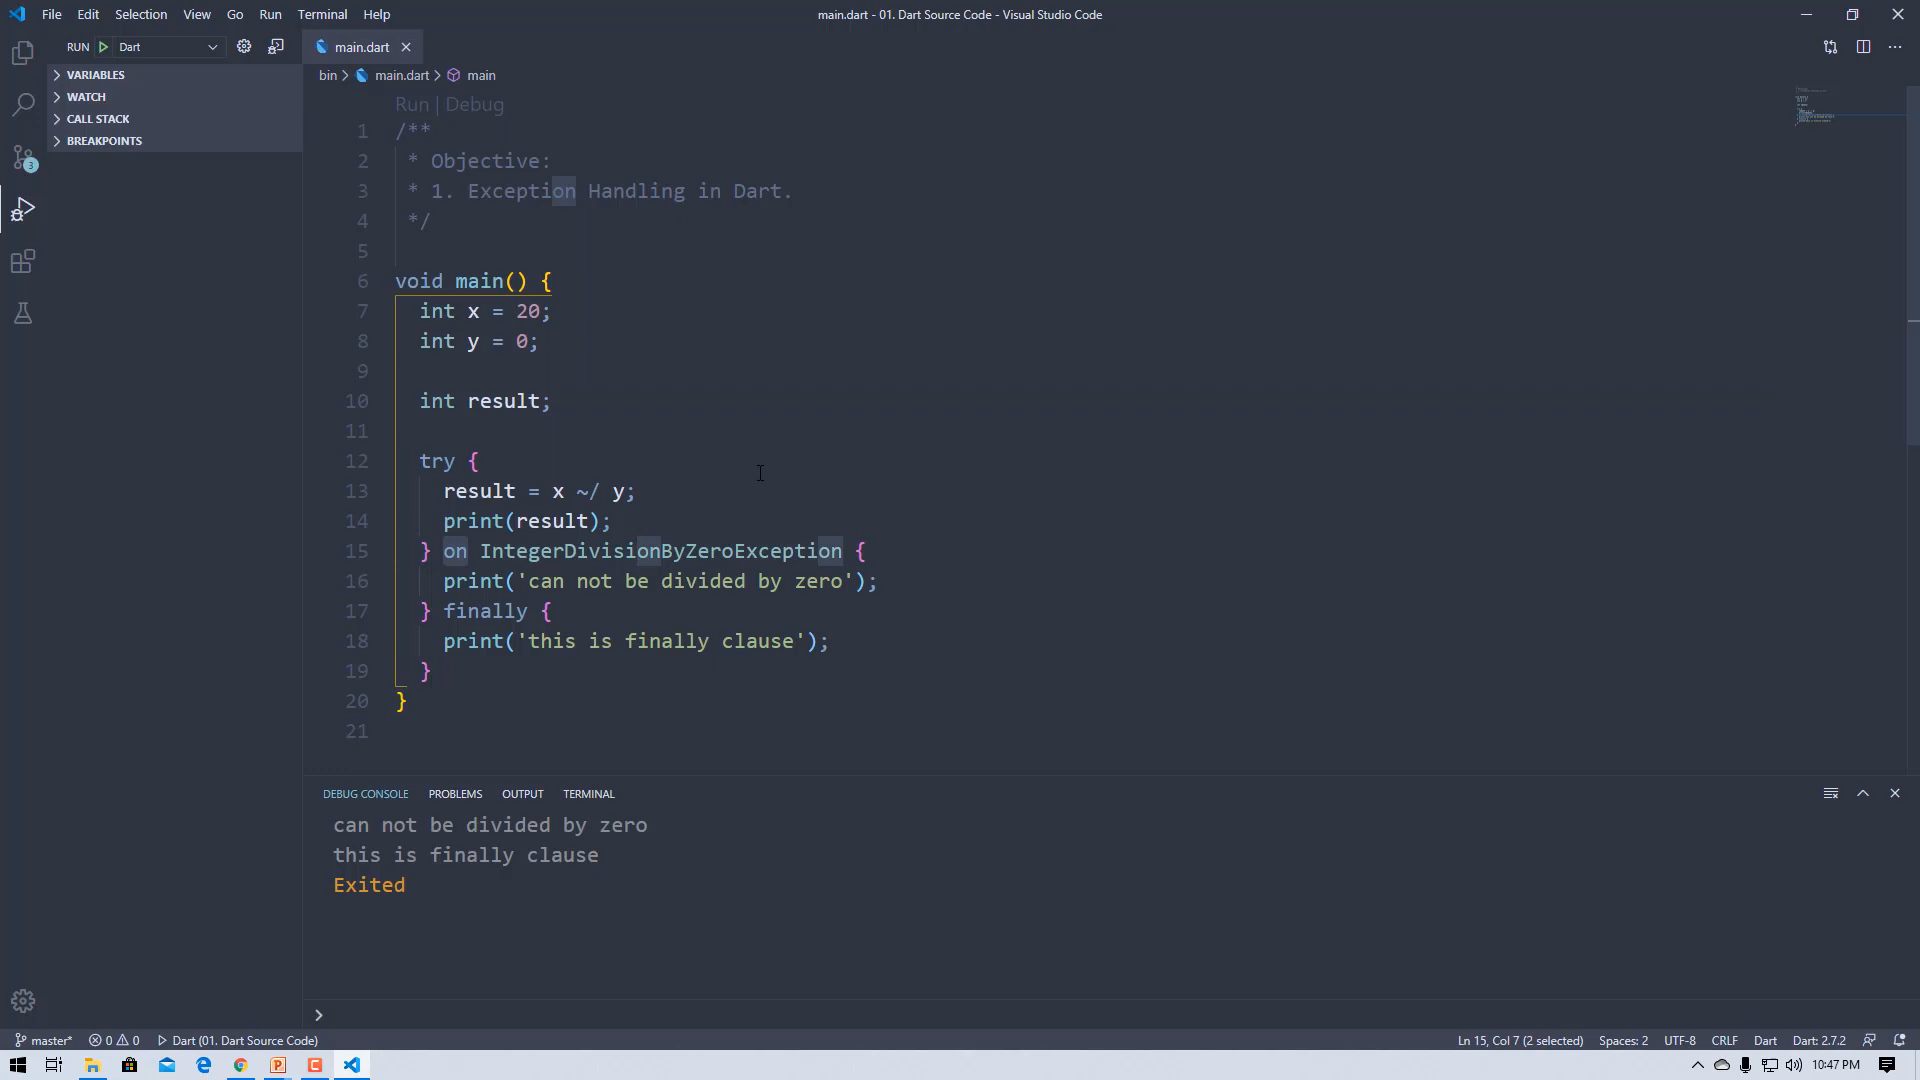 File Edit Selection View Go Run Terminal Help
main.dart - 01. Dart Source Code - Visual Studio Code
RUN Dart
VARIABLES
WATCH
CALL STACK
BREAKPOINTS
3
main.dart
bin > main.dart > main
Run | Debug
1 /**
2 * Objective:
3 * 1. Exception Handling in Dart.
4 */
5
6 void main() {
7 int x = 20;
8 int y = 0;
9
10 int result;
11
12 try {
13 result = x ~/ y;
14 print(result);
15 } on IntegerDivisionByZeroException {
16 print('can not be divided by zero');
17 } finally {
18 print('this is finally clause');
19 }
20 }
21
DEBUG CONSOLE PROBLEMS OUTPUT TERMINAL
can not be divided by zero
this is finally clause
Exited
>
master* 0 0 Dart (01. Dart Source Code) Ln 15, Col 7 (2 selected) Spaces: 2 UTF-8 CRLF Dart Dart: 2.7.2
10:47 PM